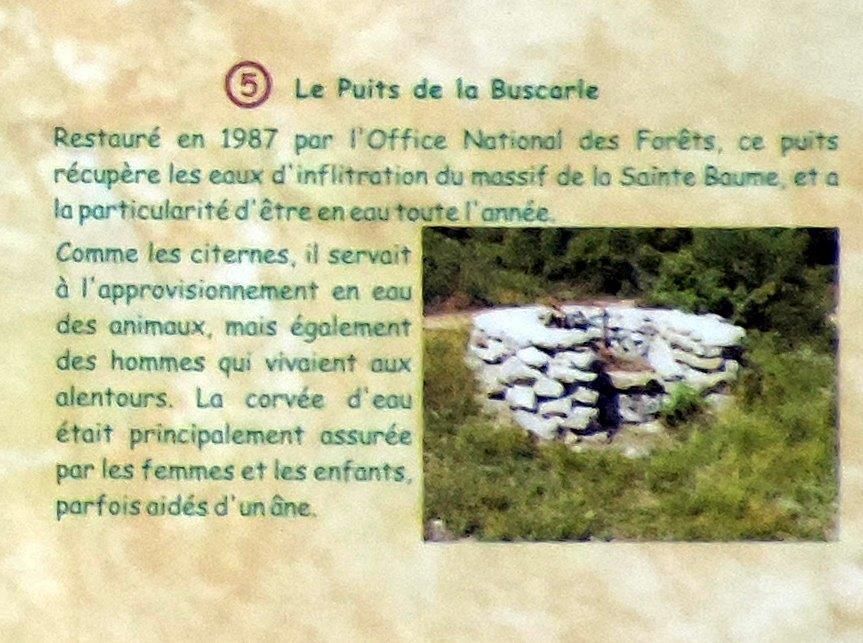 5 Le Puits de la Buscarle
Restauré en 1987 par l'Office National des Forêts, ce puits
récupère les eaux d'inflitration du massif de la Sainte Baume, et a
la particularité d'être en eau toute l'année.
Comme les citernes, il servait
à l'approvisionnement en eau
des animaux, mais également
des hommes qui vivaient aux
alentours. La corvée d'eau
était principalement assurée
par les femmes et les enfants,
parfois aidés d'un âne.